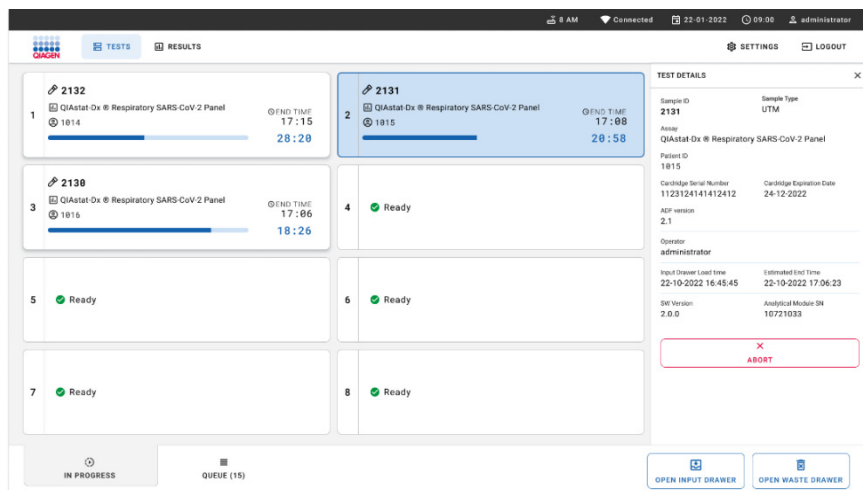 8 AM Connected 22-01-2022 09:00 administrator
QIAGEN TESTS RESULTS SETTINGS LOGOUT
1
2132
QIAstat-Dx ® Respiratory SARS-CoV-2 Panel
1014
END TIME
17:15
28:20
2
2131
QIAstat-Dx ® Respiratory SARS-CoV-2 Panel
1015
END TIME
17:08
20:58
3
2130
QIAstat-Dx ® Respiratory SARS-CoV-2 Panel
1016
END TIME
17:06
18:26
4 Ready
5 Ready
6 Ready
7 Ready
8 Ready
TEST DETAILS
Sample ID Sample Type
2131 UTM
Assay
QIAstat-Dx ® Respiratory SARS-CoV-2 Panel
Patient ID
1015
Cardridge Serial Number Cardridge Expiration Date
1123124141412412 24-12-2022
ADF version
2.1
Operator
administrator
Input Drawer Load time Estimated End Time
22-10-2022 16:45:45 22-10-2022 17:06:23
SW Version Analytical Module SN
2.0.0 10721033
ABORT
IN PROGRESS QUEUE (15) OPEN INPUT DRAWER OPEN WASTE DRAWER